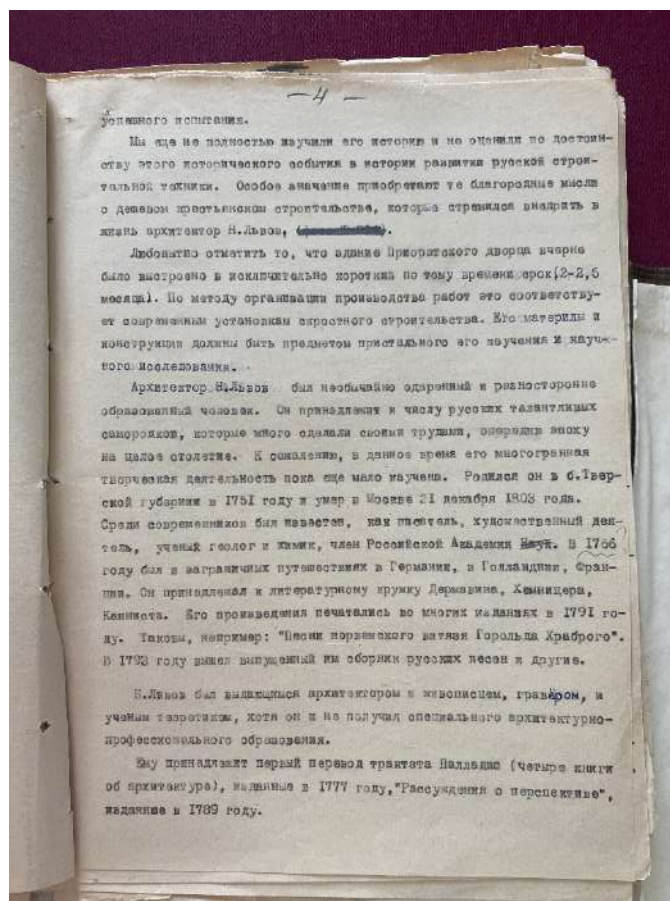 — 4 —
успешного испытания.
Мы еще не полностью изучили его историю и не оценили по достоин-
ству этого исторического события в истории развития русской строи-
тельной техники. Особое значение приобретают те благородные мысли
о дешевом крестьянском строительстве, которые стремился внедрить в
жизнь архитектор Н.Львов,
Любопытно отметить то, что здание Приоратского дворца вчерне
было выстроено в исключительно короткий по тому времени срок(2-2,5
месяца). По методу организации производства работ это соответству-
ет современным установкам скоростного строительства. Его материлы и
конструкции должны быть предметом пристального его изучения и науч-
ного исследования.
Архитектор Н.Львов был необычайно одаренный и разносторонне
образованный человек. Он принадлежит к числу русских талантливых
самородков, которые много сделали своими трудами, опередив эпоху
на целое столетие. К сожалению, в данное время его многогранная
творческая деятельность пока еще мало изучена. Родился он в б.Твер-
ской губернии в 1751 году и умер в Москве 21 декабря 1803 года.
Среди современников был известен, как писатель, художественный дея-
тель, ученый геолог и химик, член Российской Академии Наук. В 1766
году был в заграничных путешествиях в Германии, в Голландии, Фран-
ции. Он принадлежал к литературному кружку Державина, Хемницера,
Капниста. Его произведения печатались во многих изданиях в 1791 го-
ду. Таковы, например: "Песни норвежского витязя Горольда Храброго".
В 1793 году вышел выпущенный им сборник русских песен и другие.
Н.Львов был выдающимся архитектором и живописцем, гравёром, и
ученым теоретиком, хотя он и не получил специального архитектурно-
профессионального образования.
Ему принадлежит первый перевод трактата Палладио (четыре книги
об архитектуре), изданные в 1777 году,"Рассуждения о перспективе",
изданные в 1789 году.